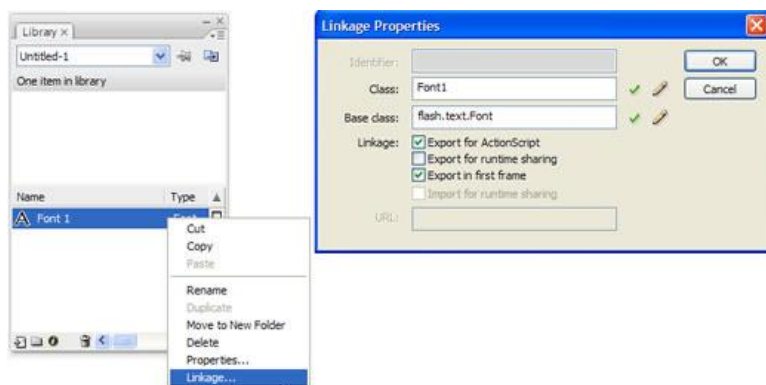 Library
Untitled-1
One item in library
Name Type
Font 1
Cut
Copy
Paste
Rename
Duplicate
Move to New Folder
Delete
Properties...
Linkage...
Linkage Properties
Identifier:
Class: Font1
Base class: flash.text.Font
Linkage: Export for ActionScript
Export for runtime sharing
Export in first frame
Import for runtime sharing
URL:
OK
Cancel